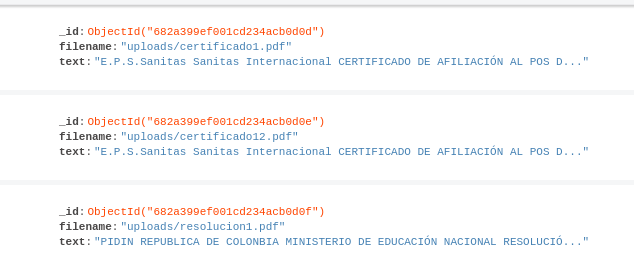 _id: ObjectId("682a399ef001cd234acb0d0d")
filename: "uploads/certificado1.pdf"
text: "E.P.S.Sanitas Sanitas Internacional CERTIFICADO DE AFILIACIÓN AL POS D..."
_id: ObjectId("682a399ef001cd234acb0d0e")
filename: "uploads/certificado12.pdf"
text: "E.P.S.Sanitas Sanitas Internacional CERTIFICADO DE AFILIACIÓN AL POS D..."
_id: ObjectId("682a399ef001cd234acb0d0f")
filename: "uploads/resolucion1.pdf"
text: "PIDIN REPUBLICA DE COLONBIA MINISTERIO DE EDUCACIÓN NACIONAL RESOLUCIÓ..."